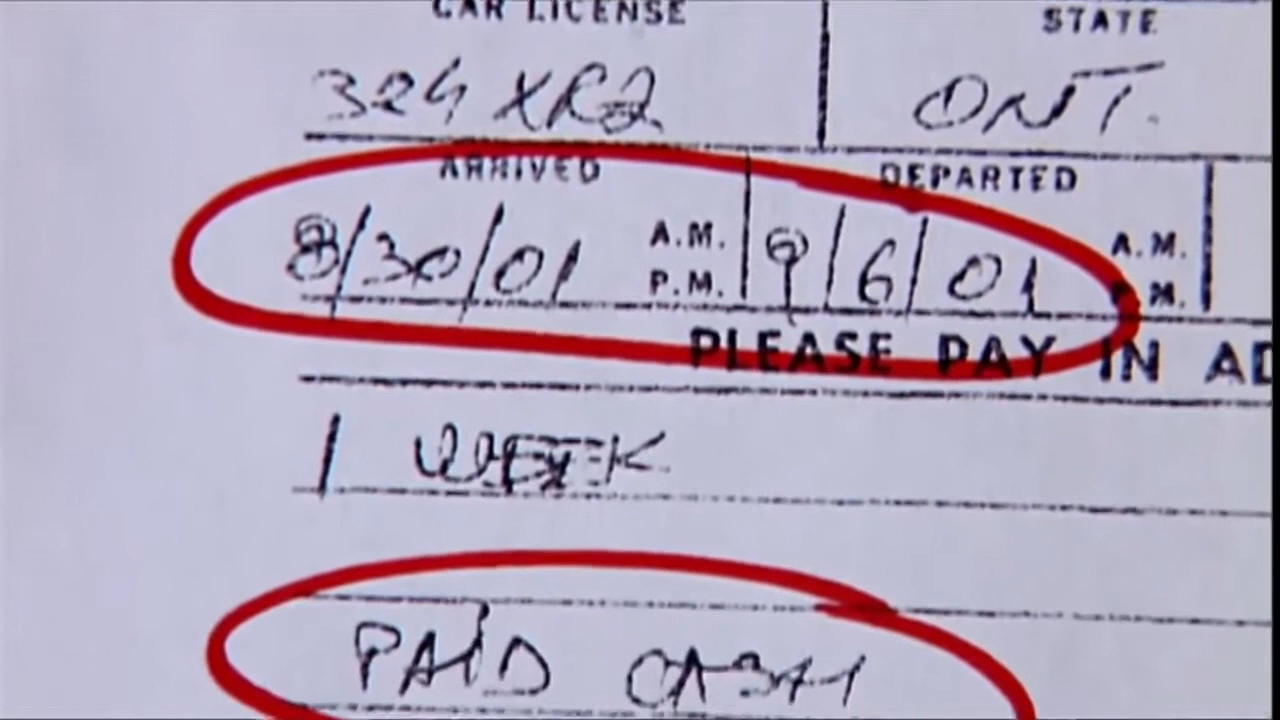 CAR LICENSE STATE
324 XR2 ONT.
ARRIVED DEPARTED
8/30/01 A.M. 9/6/01 A.M.
P.M. P.M.
PLEASE PAY IN AD
1 WEEK
PAID CASH